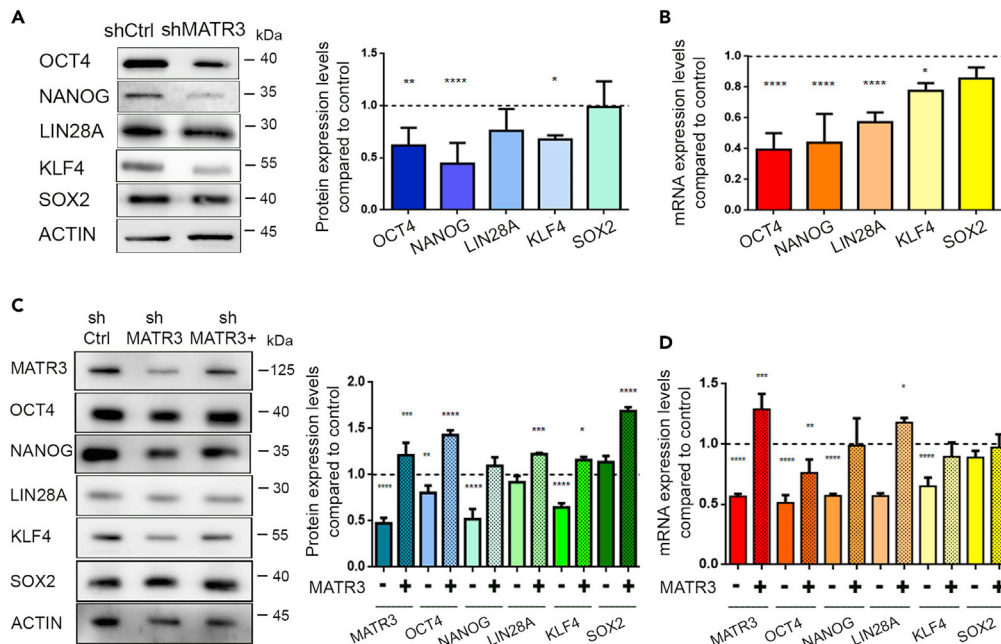 A
shCtrl shMATR3 kDa
OCT4 40
NANOG 35
LIN28A 30
KLF4 55
SOX2 40
ACTIN 45
Protein expression levels
compared to control
1.5
1.0
0.5
0.0
** **** *
OCT4 NANOG LIN28A KLF4 SOX2
B
mRNA expression levels
compared to control
1.0
0.8
0.6
0.4
0.2
0.0
**** **** **** *
OCT4 NANOG LIN28A KLF4 SOX2
C
sh sh sh
Ctrl MATR3 MATR3+ kDa
MATR3 125
OCT4 40
NANOG 35
LIN28A 30
KLF4 55
SOX2 40
ACTIN 45
Protein expression levels
compared to control
2.0
1.5
1.0
0.5
0.0
**** *** ** **** **** *** **** * ****
MATR3 - + - + - + - + - + - +
MATR3 OCT4 NANOG LIN28A KLF4 SOX2
D
mRNA expression levels
compared to control
1.5
1.0
0.5
0.0
**** *** **** ** **** * ****
MATR3 - + - + - + - + - + - +
MATR3 OCT4 NANOG LIN28A KLF4 SOX2